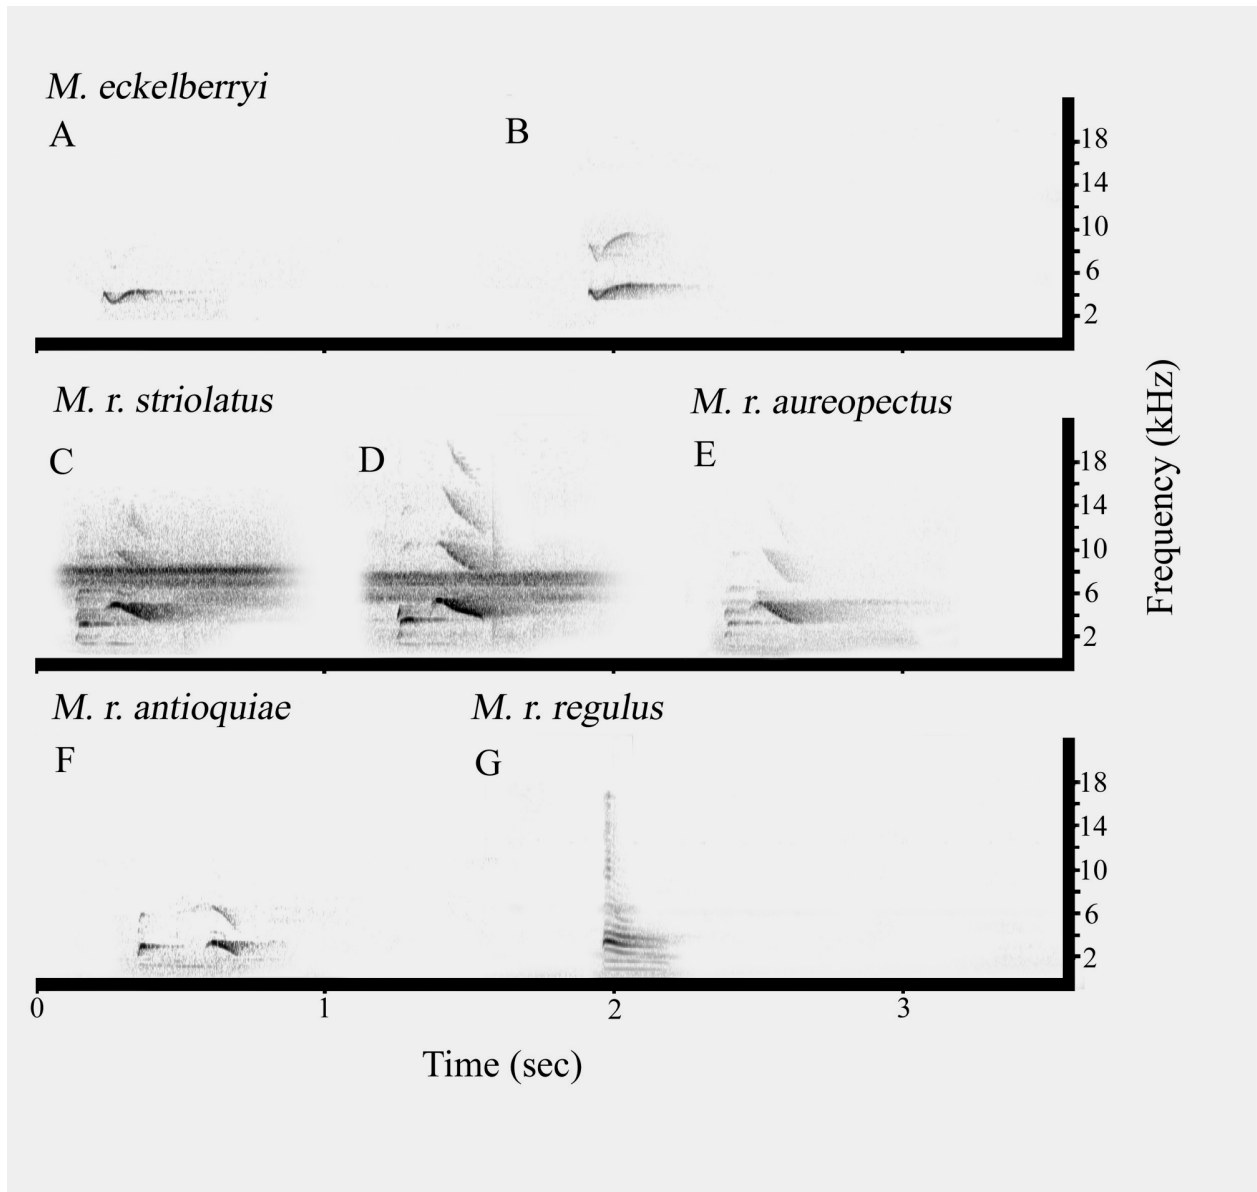 M. eckelberryi
A
B
18
14
10
6
2
M. r. striolatus
M. r. aureopectus
C
D
E
18
14
10
6
2
Frequency (kHz)
M. r. antioquiae
M. r. regulus
F
G
18
14
10
6
2
0 1 2 3
Time (sec)